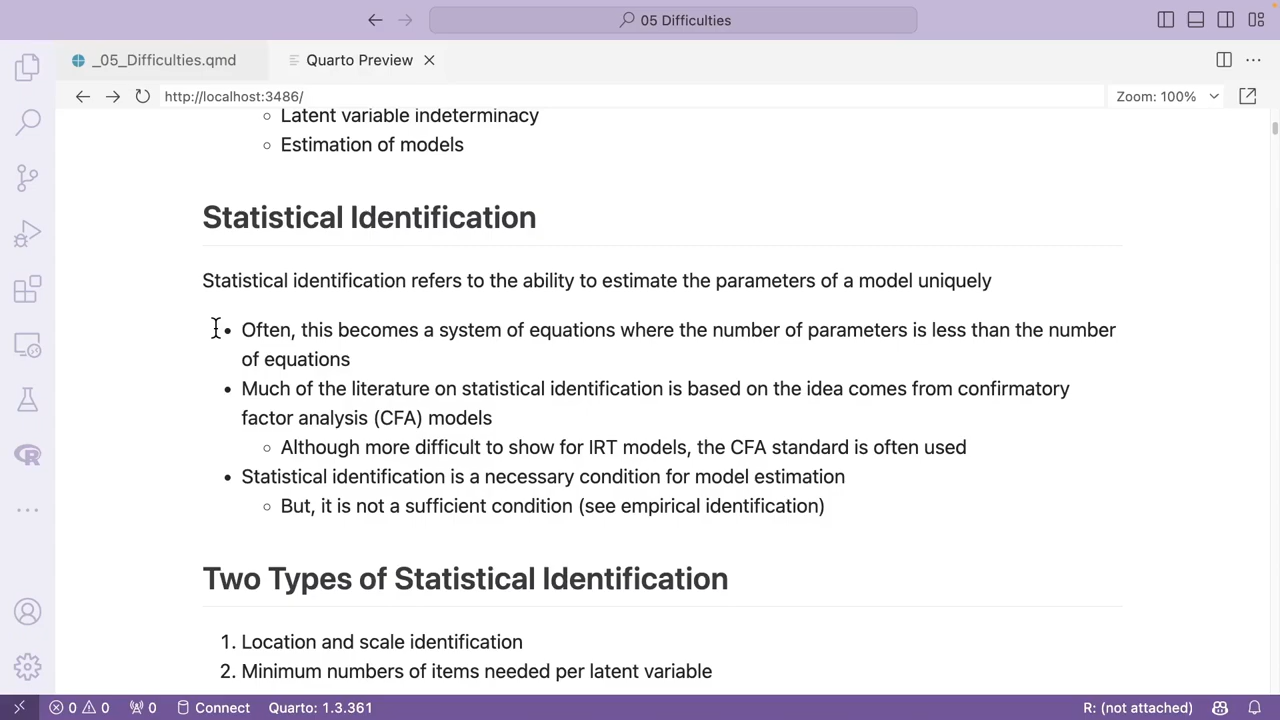 05 Difficulties
_05_Difficulties.qmd
Quarto Preview
http://localhost:3486/
Zoom: 100%
◦ Latent variable indeterminacy
◦ Estimation of models
Statistical Identification
Statistical identification refers to the ability to estimate the parameters of a model uniquely
• Often, this becomes a system of equations where the number of parameters is less than the number
of equations
• Much of the literature on statistical identification is based on the idea comes from confirmatory
factor analysis (CFA) models
◦ Although more difficult to show for IRT models, the CFA standard is often used
• Statistical identification is a necessary condition for model estimation
◦ But, it is not a sufficient condition (see empirical identification)
Two Types of Statistical Identification
1. Location and scale identification
2. Minimum numbers of items needed per latent variable
0 0 0 Connect Quarto: 1.3.361 R: (not attached)